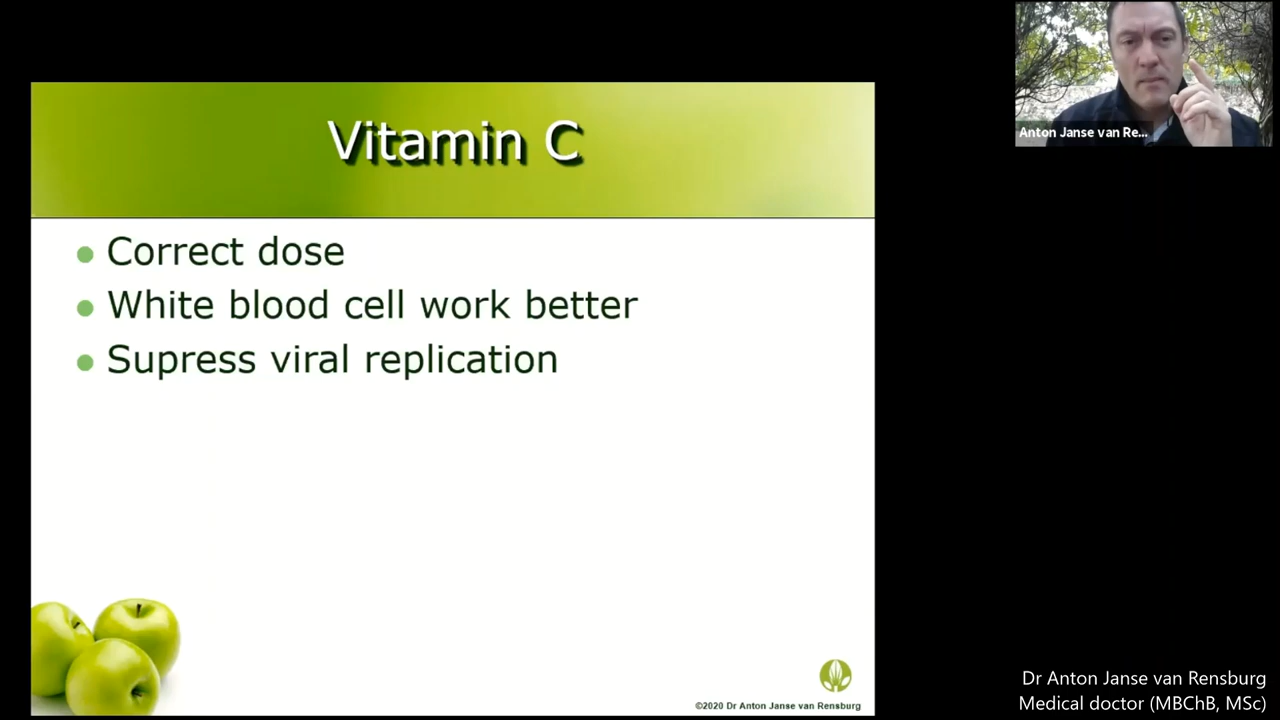 Vitamin C
Correct dose
White blood cell work better
Supress viral replication
©2020 Dr Anton Janse van Rensburg
Anton Janse van Re...
Dr Anton Janse van Rensburg
Medical doctor (MBChB, MSc)